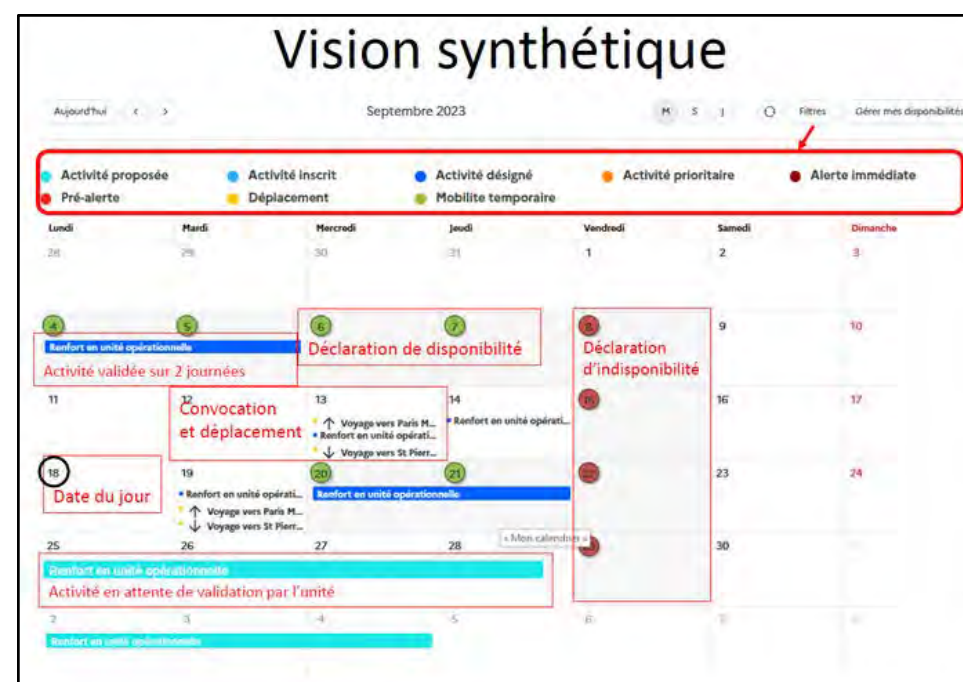 Vision synthétique
Aujourd'hui < > Septembre 2023 M S J Filtres Gérer mes disponibilités
Activité proposée Activité inscrit Activité désigné Activité prioritaire Alerte immédiate
Pré-alerte Déplacement Mobilite temporaire
Lundi Mardi Mercredi Jeudi Vendredi Samedi Dimanche
28 29 30 31 1 2 3
4 5 6 7 8 9 10
Renfort en unité opérationnelle
Déclaration de disponibilité
Déclaration
d'indisponibilité
Activité validée sur 2 journées
11 12 13 14 15 16 17
Convocation
et déplacement
↑ Voyage vers Paris M...
Renfort en unité opérati...
↓ Voyage vers St Pierr...
Renfort en unité opérati...
18 19 20 21 22 23 24
Date du jour
Renfort en unité opérati...
↑ Voyage vers Paris M...
↓ Voyage vers St Pierr...
Renfort en unité opérationnelle
« Mon calendrier »
25 26 27 28 29 30
Renfort en unité opérationnelle
Activité en attente de validation par l'unité
2 3 4 5 6
Renfort en unité opérationnelle